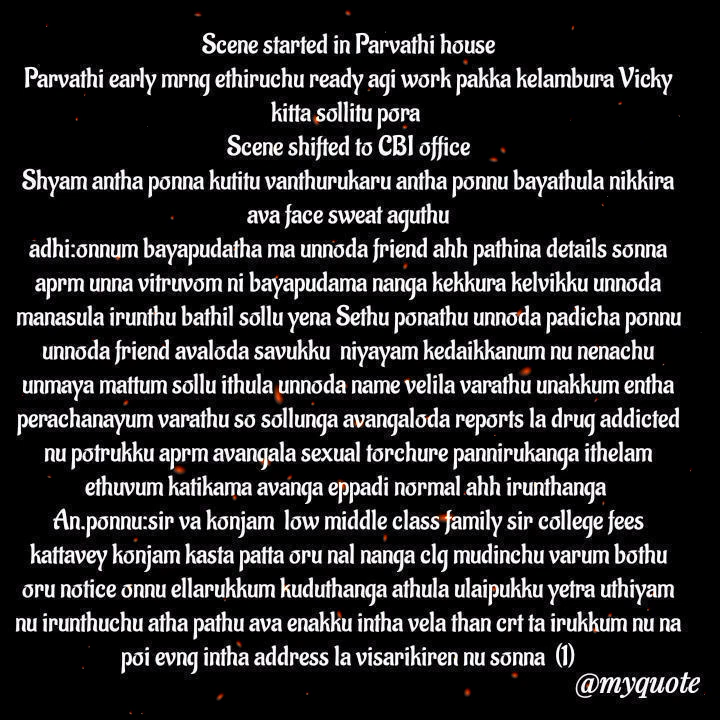 Scene started in Parvathi house
Parvathi early mrng ethiruchu ready agi work pakka kelambura Vicky
kitta sollitu pora
Scene shifted to CBI office
Shyam antha ponna kutitu vanthurukaru antha ponnu bayathula nikkira
ava face sweat aguthu
adhi:onnum bayapudatha ma unnoda friend ahh pathina details sonna
aprm unna vitruvom ni bayapudama nanga kekkura kelvikku unnoda
manasula irunthu bathil sollu yena Sethu ponathu unnoda padicha ponnu
unnoda friend avaloda savukku niyayam kedaikkanum nu nenachu
unmaya mattum sollu ithula unnoda name velila varathu unakkum entha
perachanayum varathu so sollunga avangaloda reports la drug addicted
nu potrukku aprm avangala sexual torchure pannirukanga ithelam
ethuvum katikama avanga eppadi normal ahh irunthanga
An.ponnu:sir va konjam low middle class family sir college fees
kattavey konjam kasta patta oru nal nanga clg mudinchu varum bothu
oru notice onnu ellarukkum kuduthanga athula ulaipukku yetra uthiyam
nu irunthuchu atha pathu ava enakku intha vela than crt ta irukkum nu na
poi evng intha address la visarikiren nu sonna (1)
@myquote